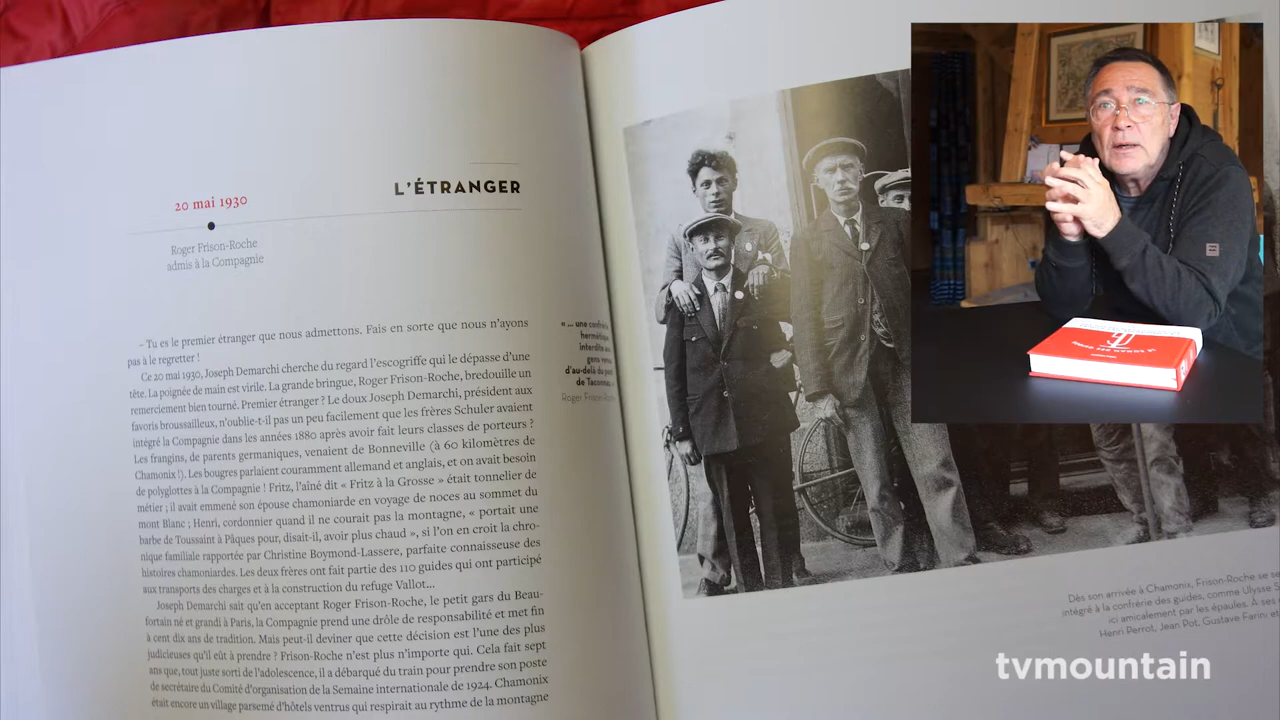 20 mai 1930
L'ÉTRANGER
Roger Frison-Roche
admis à la Compagnie
– Tu es le premier étranger que nous admettons. Fais en sorte que nous n'ayons
pas à le regretter !
Ce 20 mai 1930, Joseph Demarchi cherche du regard l'escogriffe qui le dépasse d'une
tête. La poignée de main est virile. La grande bringue, Roger Frison-Roche, bredouille un
remerciement bien tourné. Premier étranger ? Le doux Joseph Demarchi, président aux
favoris broussailleux, n'oublie-t-il pas un peu facilement que les frères Schuler avaient
intégré la Compagnie dans les années 1880 après avoir fait leurs classes de porteurs ?
Les frangins, de parents germaniques, venaient de Bonneville (à 60 kilomètres de
Chamonix !). Les bougres parlaient couramment allemand et anglais, et on avait besoin
de polyglottes à la Compagnie ! Fritz, l'aîné dit « Fritz à la Grosse » était tonnelier de
métier ; il avait emmené son épouse chamoniarde en voyage de noces au sommet du
mont Blanc ; Henri, cordonnier quand il ne courait pas la montagne, « portait une
barbe de Toussaint à Pâques pour, disait-il, avoir plus chaud », si l'on en croit la chro-
nique familiale rapportée par Christine Boymond-Lassere, parfaite connaisseuse des
histoires chamoniardes. Les deux frères ont fait partie des 110 guides qui ont participé
aux transports des charges et à la construction du refuge Vallot...
Joseph Demarchi sait qu'en acceptant Roger Frison-Roche, le petit gars du Beau-
fortain né et grandi à Paris, la Compagnie prend une drôle de responsabilité et met fin
à cent dix ans de tradition. Mais peut-il deviner que cette décision est l'une des plus
judicieuses qu'il eût à prendre ? Frison-Roche n'est plus n'importe qui. Cela fait sept
ans que, tout juste sorti de l'adolescence, il a débarqué du train pour prendre son poste
de secrétaire du Comité d'organisation de la Semaine internationale de 1924. Chamonix
était encore un village parsemé d'hôtels ventrus qui respirait au rythme de la montagne
« ... une confrérie
hermétique
interdite aux
gens venus
d'au-delà du pont
de Taconnaz »
Roger Frison-Roche
Dès son arrivée à Chamonix, Frison-Roche se se
intégré à la confrérie des guides, comme Ulysse S
ici amicalement par les épaules. À ses
Henri Perrot, Jean Pot, Gustave Farini et
tvmountain